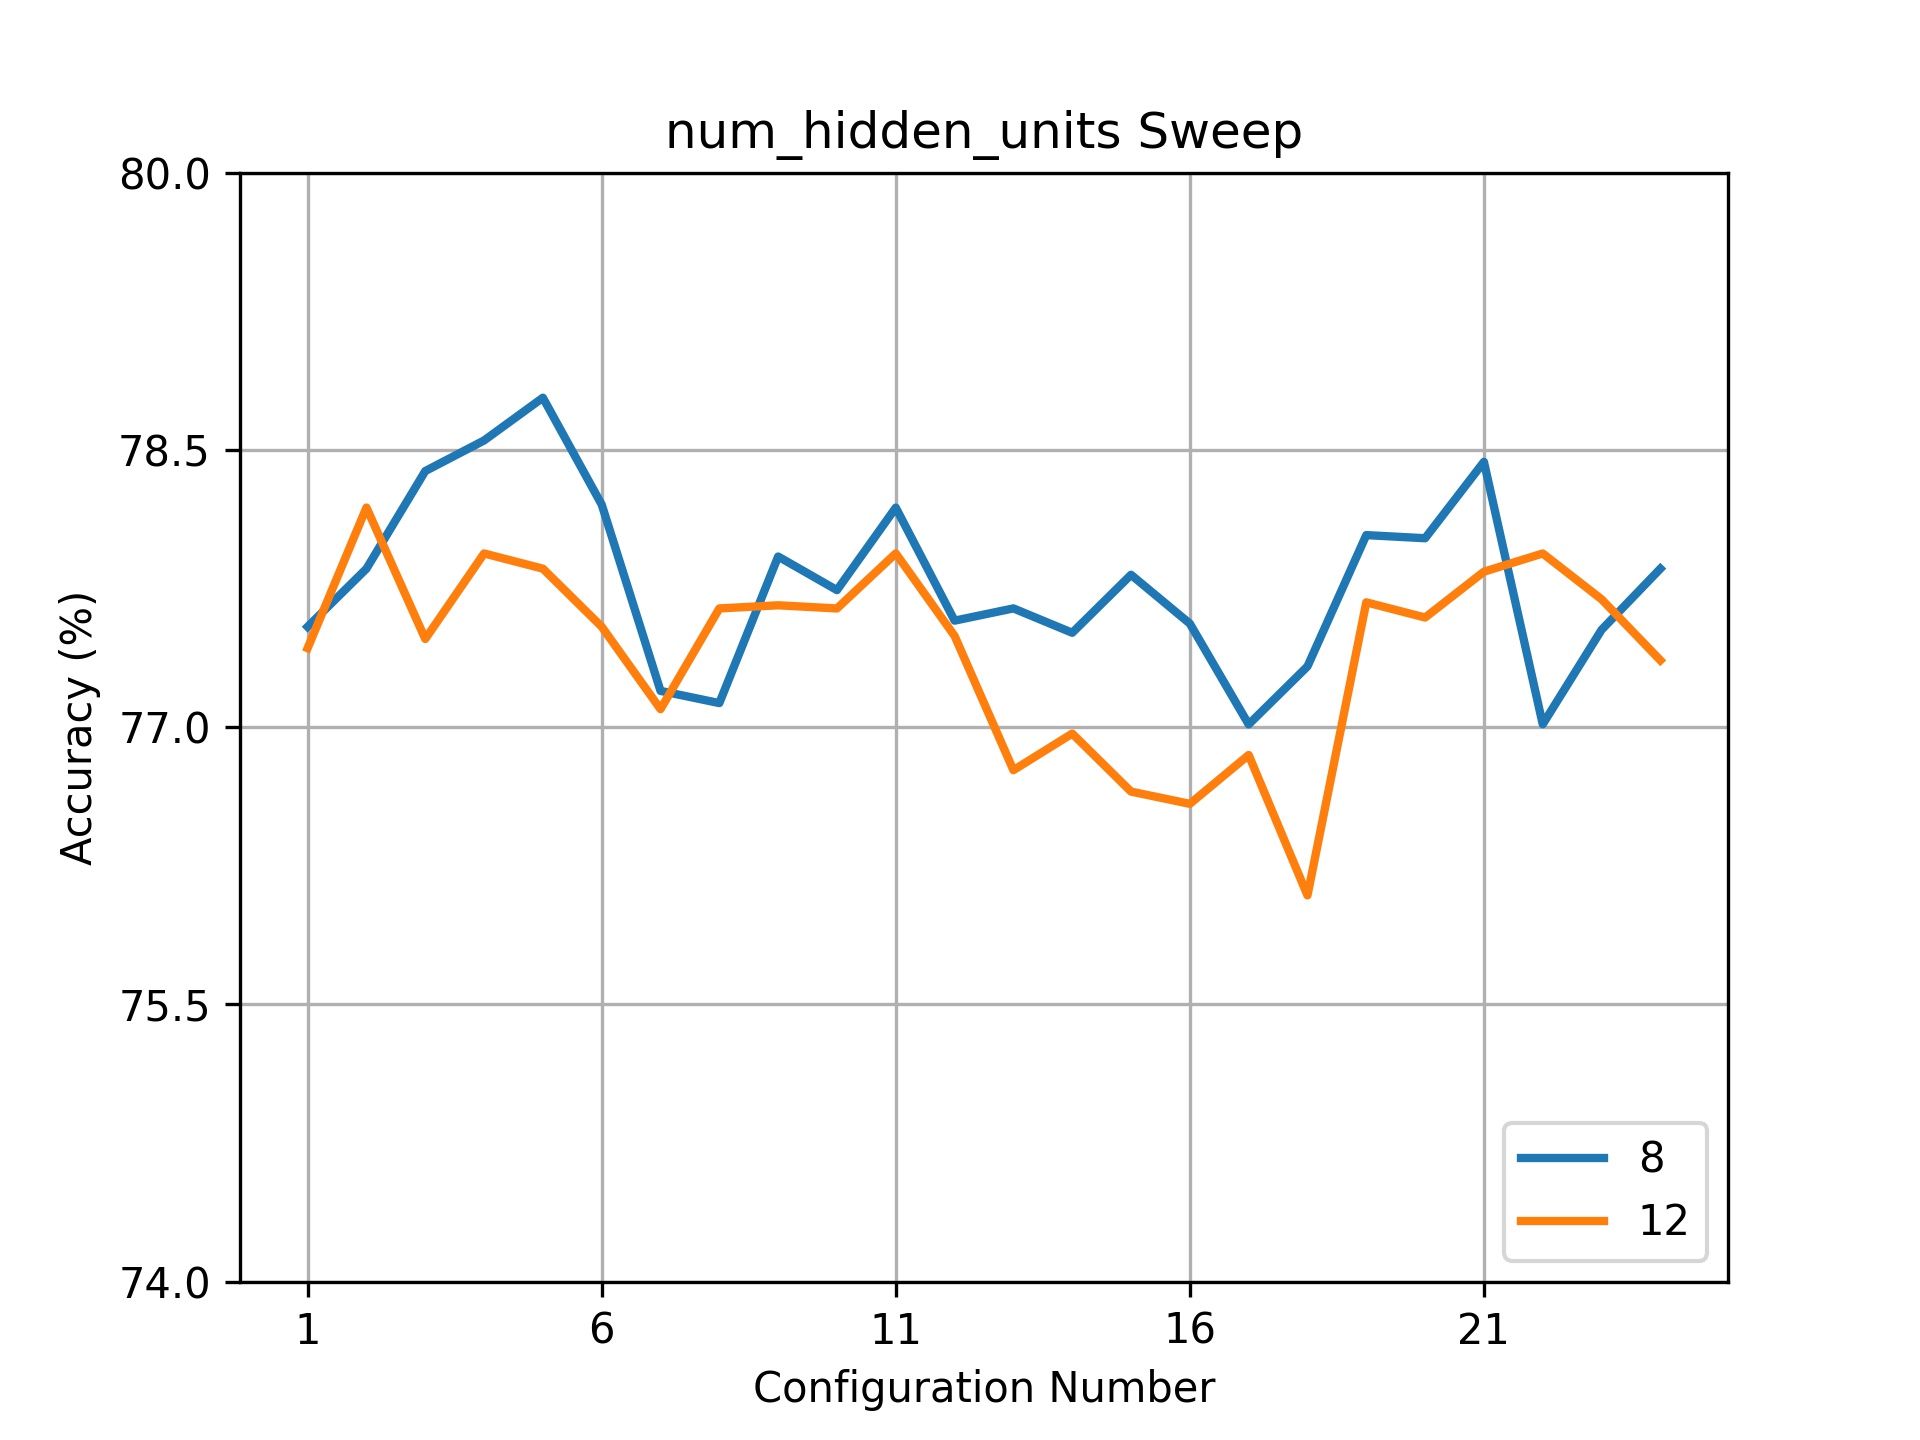 num_hidden_units Sweep
80.0
78.5
77.0
75.5
74.0
Accuracy (%)
8
12
1 6 11 16 21
Configuration Number